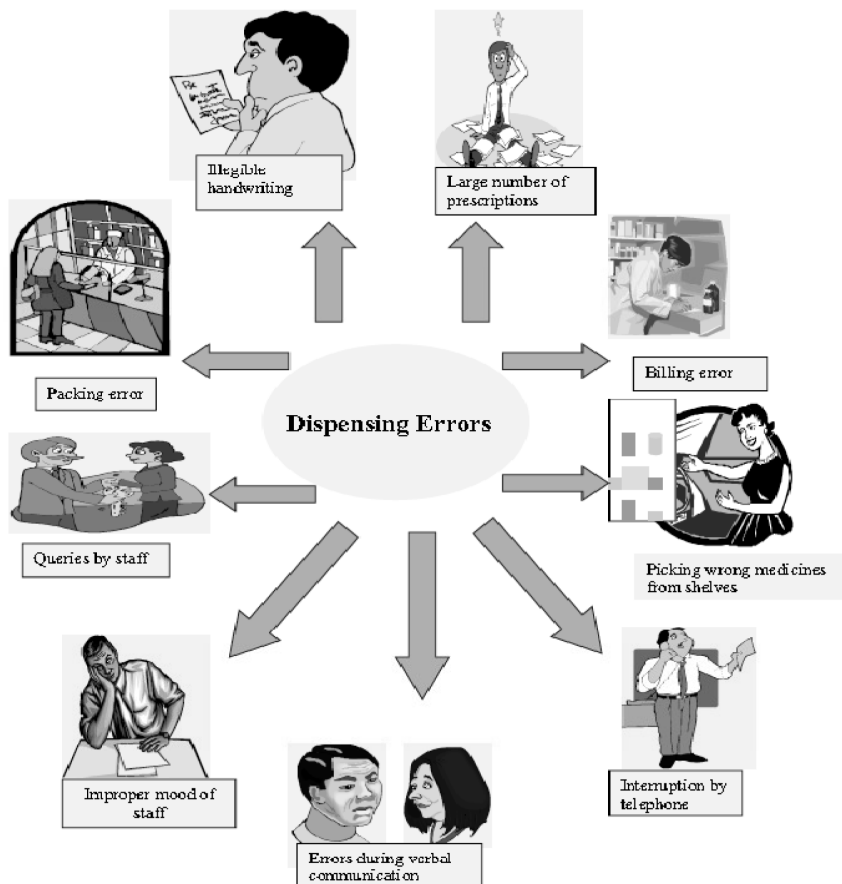 Illegible
handwriting
Large number of
prescriptions
Packing error
Billing error
Dispensing Errors
Queries by staff
Picking wrong medicines
from shelves
Improper mood of
staff
Interruption by
telephone
Errors during verbal
communication